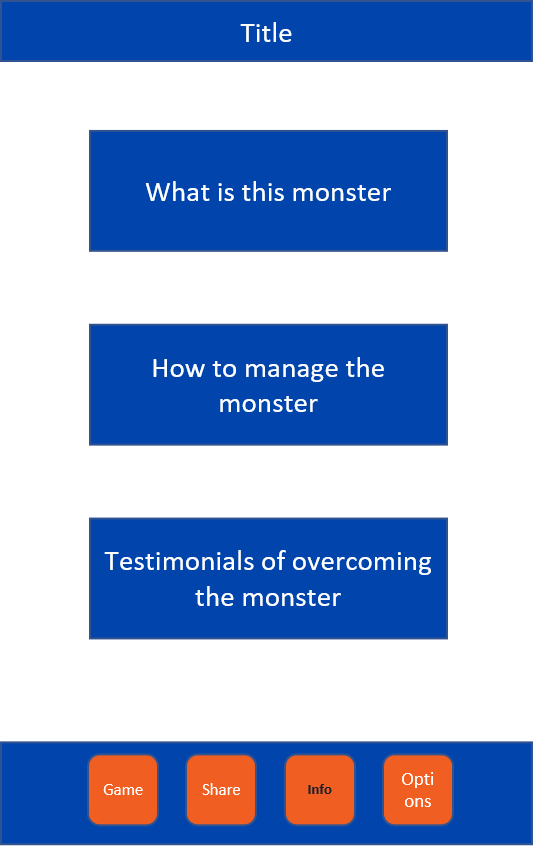 Title
What is this monster
How to manage the
monster
Testimonials of overcoming
the monster
Game
Share
Info
Opti
ons